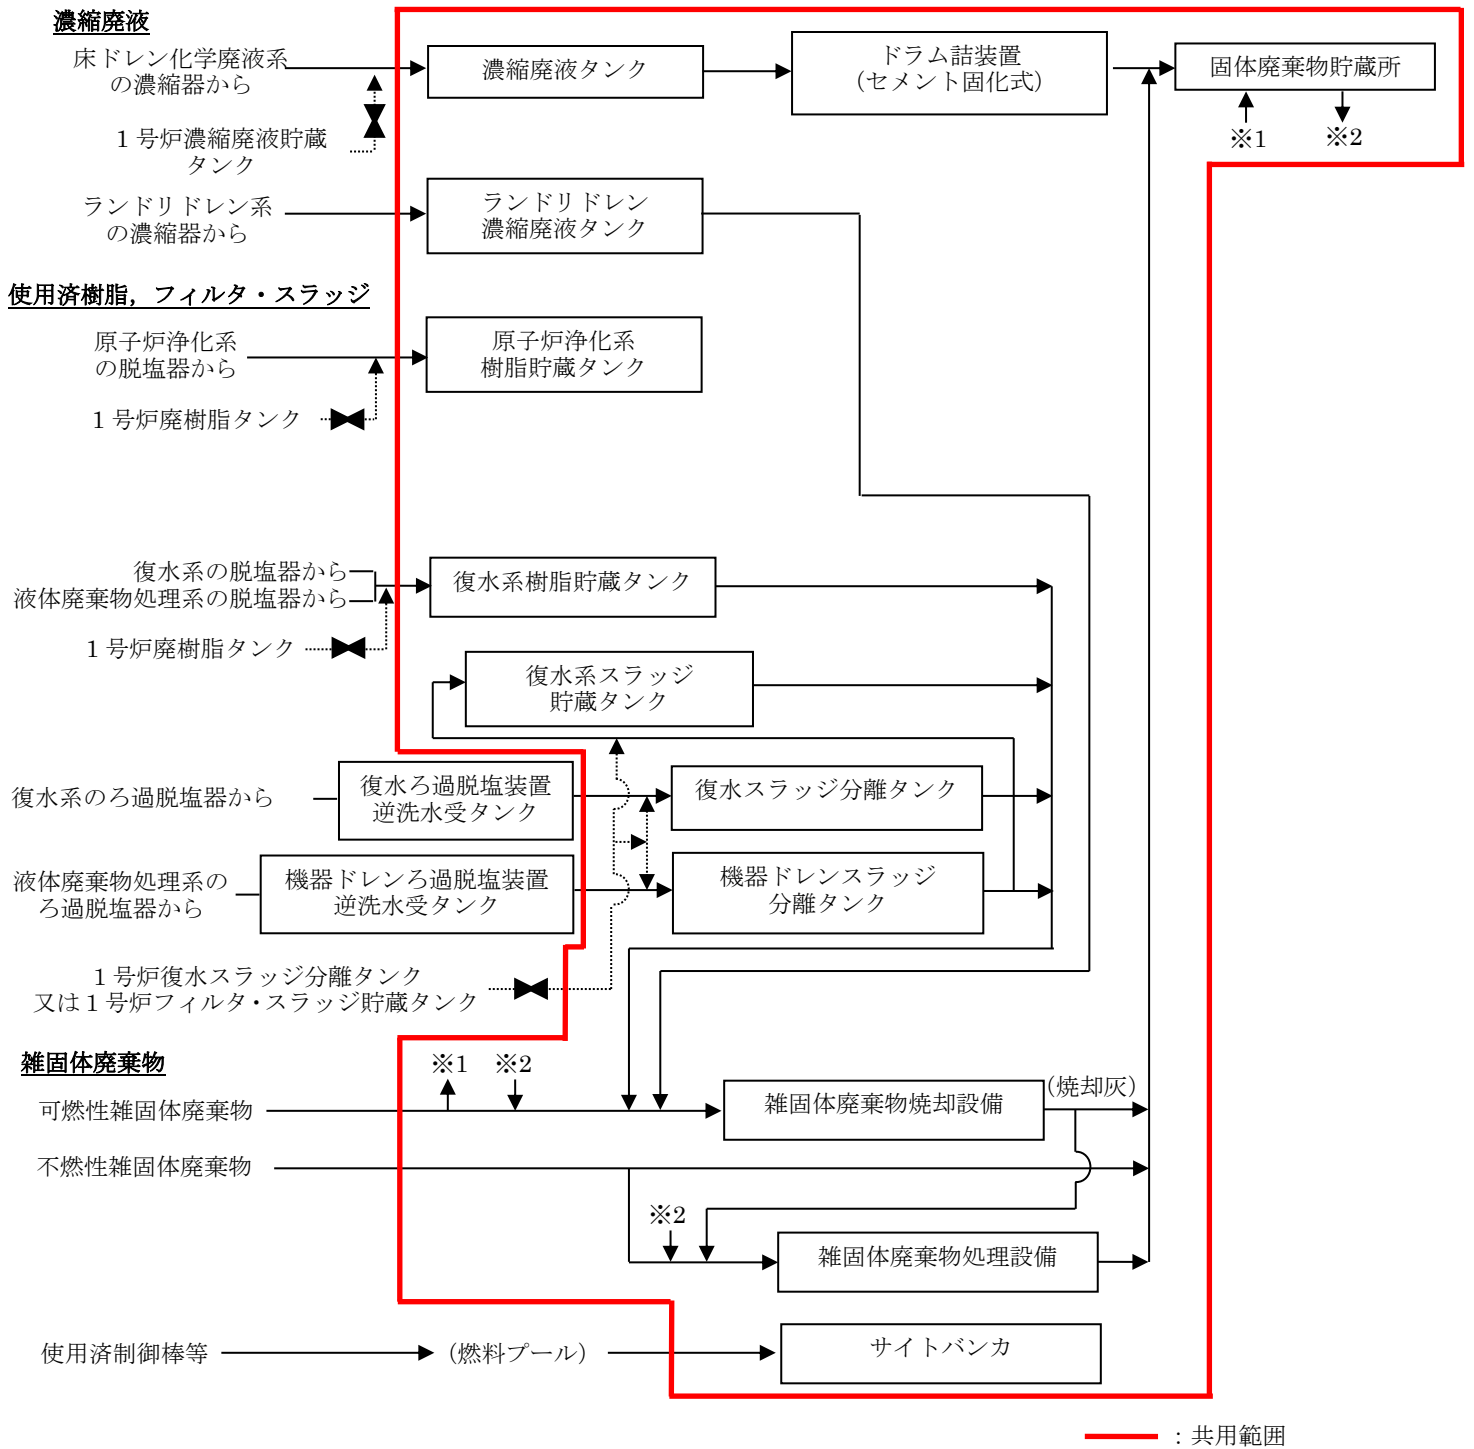 濃縮廃液
床ドレン化学廃液系
の濃縮器から
濃縮廃液タンク
ドラム詰装置
（セメント固化式）
固体廃棄物貯蔵所
※1
※2
１号炉濃縮廃液貯蔵
タンク
ランドリドレン系
の濃縮器から
ランドリドレン
濃縮廃液タンク
使用済樹脂，フィルタ・スラッジ
原子炉浄化系
の脱塩器から
原子炉浄化系
樹脂貯蔵タンク
１号炉廃樹脂タンク
復水系の脱塩器から
液体廃棄物処理系の脱塩器から
復水系樹脂貯蔵タンク
１号炉廃樹脂タンク
復水系スラッジ
貯蔵タンク
復水系のろ過脱塩器から
復水ろ過脱塩装置
逆洗水受タンク
復水スラッジ分離タンク
液体廃棄物処理系の
ろ過脱塩器から
機器ドレンろ過脱塩装置
逆洗水受タンク
機器ドレンスラッジ
分離タンク
１号炉復水スラッジ分離タンク
又は１号炉フィルタ・スラッジ貯蔵タンク
雑固体廃棄物
※1
※2
可燃性雑固体廃棄物
雑固体廃棄物焼却設備
（焼却灰）
不燃性雑固体廃棄物
※2
雑固体廃棄物処理設備
使用済制御棒等
（燃料プール）
サイトバンカ
：共用範囲